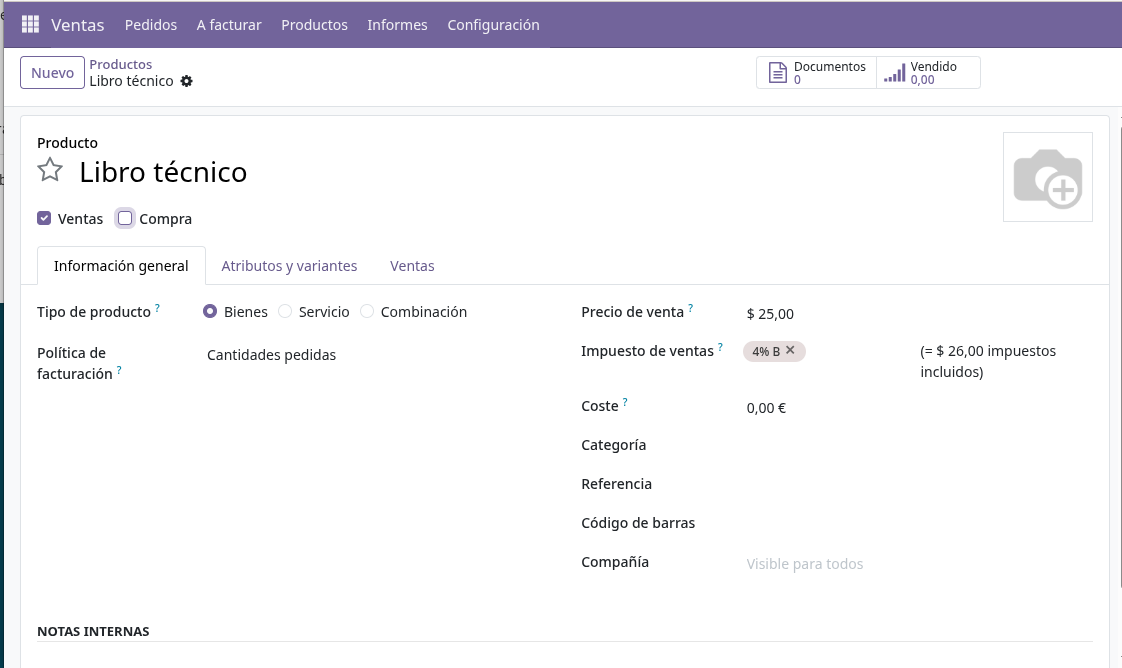 Ventas Pedidos A facturar Productos Informes Configuración
Nuevo
Productos
Libro técnico
Documentos
0
Vendido
0,00
Producto
Libro técnico
Ventas Compra
Información general Atributos y variantes Ventas
Tipo de producto ? Bienes Servicio Combinación
Política de
facturación ?
Cantidades pedidas
Precio de venta ? $ 25,00
Impuesto de ventas ? 4% B ✕ (= $ 26,00 impuestos
incluidos)
Coste ? 0,00 €
Categoría
Referencia
Código de barras
Compañía Visible para todos
NOTAS INTERNAS